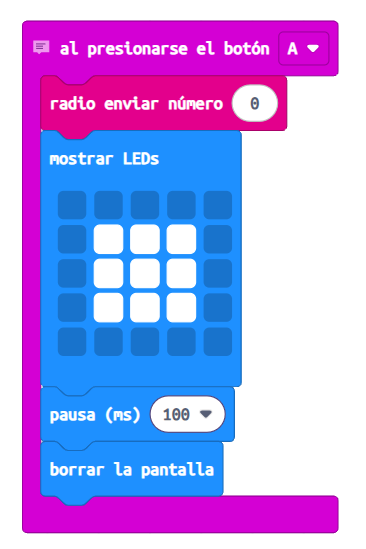 al presionarse el botón A
radio enviar número 0
mostrar LEDs
pausa (ms) 100
borrar la pantalla